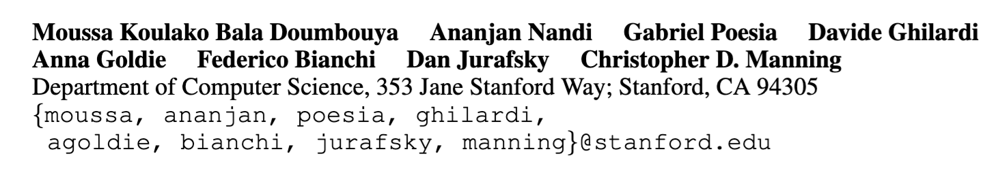 Moussa Koulako Bala Doumbouya Ananjan Nandi Gabriel Poesia Davide Ghilardi
Anna Goldie Federico Bianchi Dan Jurafsky Christopher D. Manning
Department of Computer Science, 353 Jane Stanford Way; Stanford, CA 94305
{moussa, ananjan, poesia, ghilardi,
agoldie, bianchi, jurafsky, manning}@stanford.edu